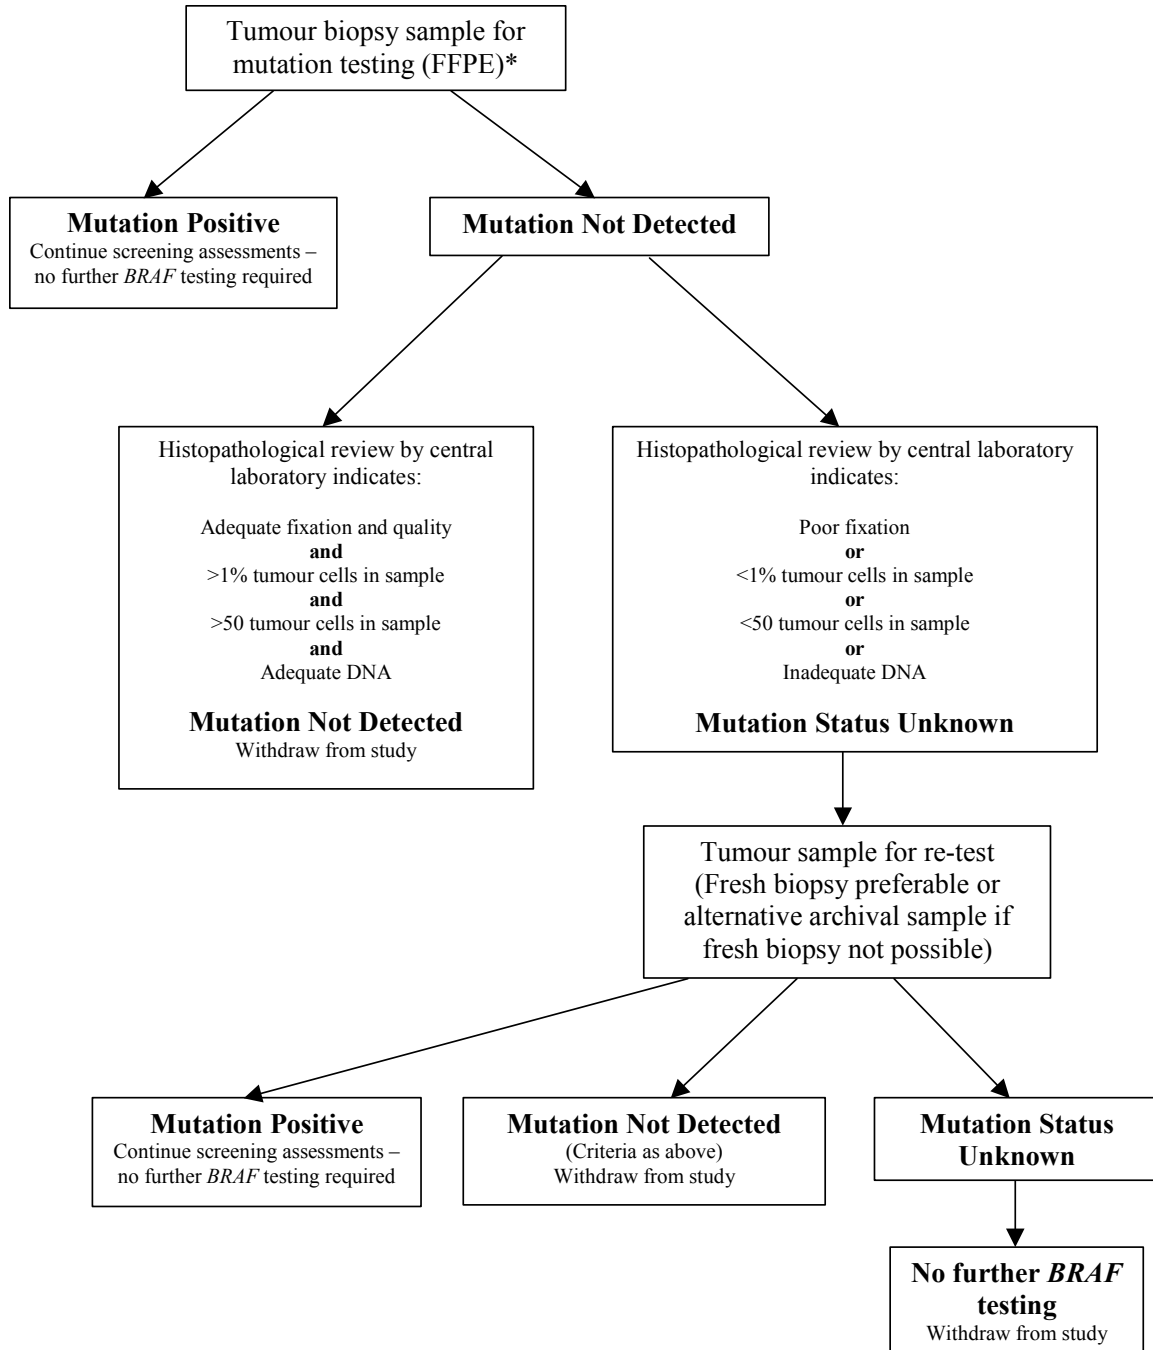 Tumour biopsy sample for
mutation testing (FFPE)*
Mutation Positive
Continue screening assessments –
no further BRAF testing required
Mutation Not Detected
Histopathological review by central
laboratory indicates:
Adequate fixation and quality
and
>1% tumour cells in sample
and
>50 tumour cells in sample
and
Adequate DNA
Mutation Not Detected
Withdraw from study
Histopathological review by central laboratory
indicates:
Poor fixation
or
<1% tumour cells in sample
or
<50 tumour cells in sample
or
Inadequate DNA
Mutation Status Unknown
Tumour sample for re-test
(Fresh biopsy preferable or
alternative archival sample if
fresh biopsy not possible)
Mutation Positive
Continue screening assessments –
no further BRAF testing required
Mutation Not Detected
(Criteria as above)
Withdraw from study
Mutation Status
Unknown
No further BRAF
testing
Withdraw from study